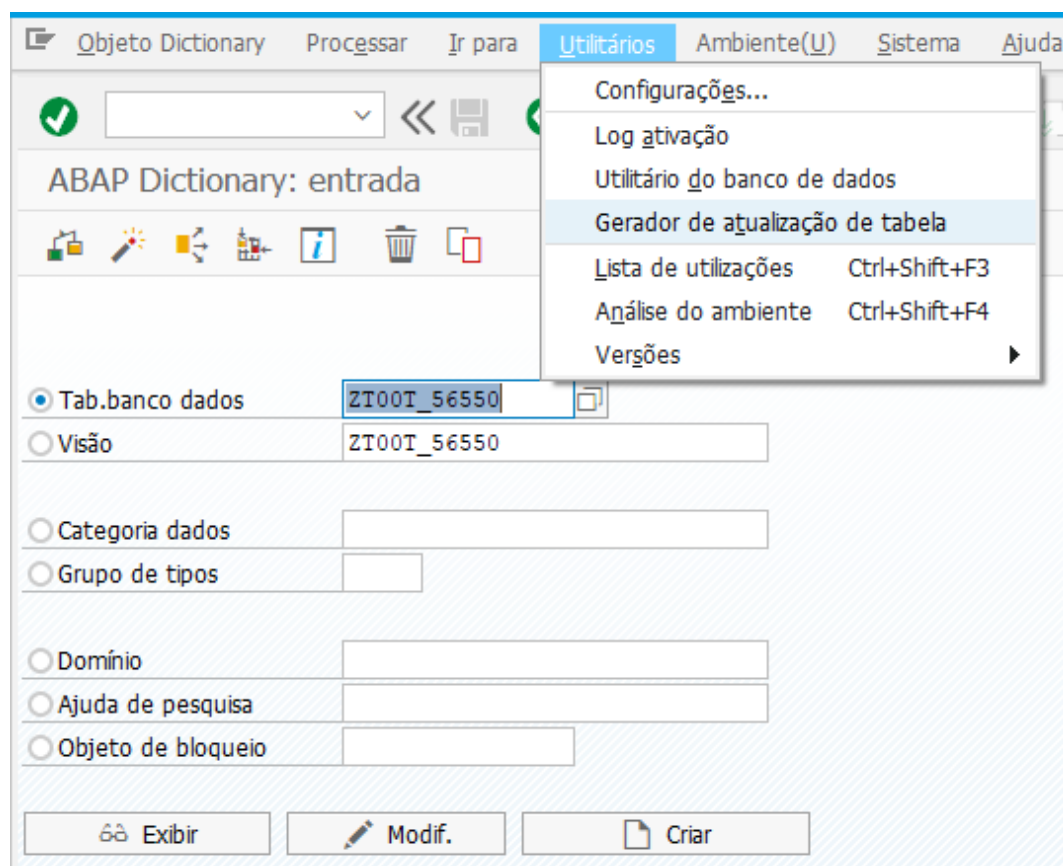 Objeto Dictionary Processar Ir para Utilitários Ambiente(U) Sistema Ajuda
Configurações...
Log ativação
ABAP Dictionary: entrada
Utilitário do banco de dados
Gerador de atualização de tabela
Lista de utilizações Ctrl+Shift+F3
Análise do ambiente Ctrl+Shift+F4
Versões
Tab.banco dados ZT00T_56550
Visão ZT00T_56550
Categoria dados
Grupo de tipos
Domínio
Ajuda de pesquisa
Objeto de bloqueio
Exibir Modif. Criar